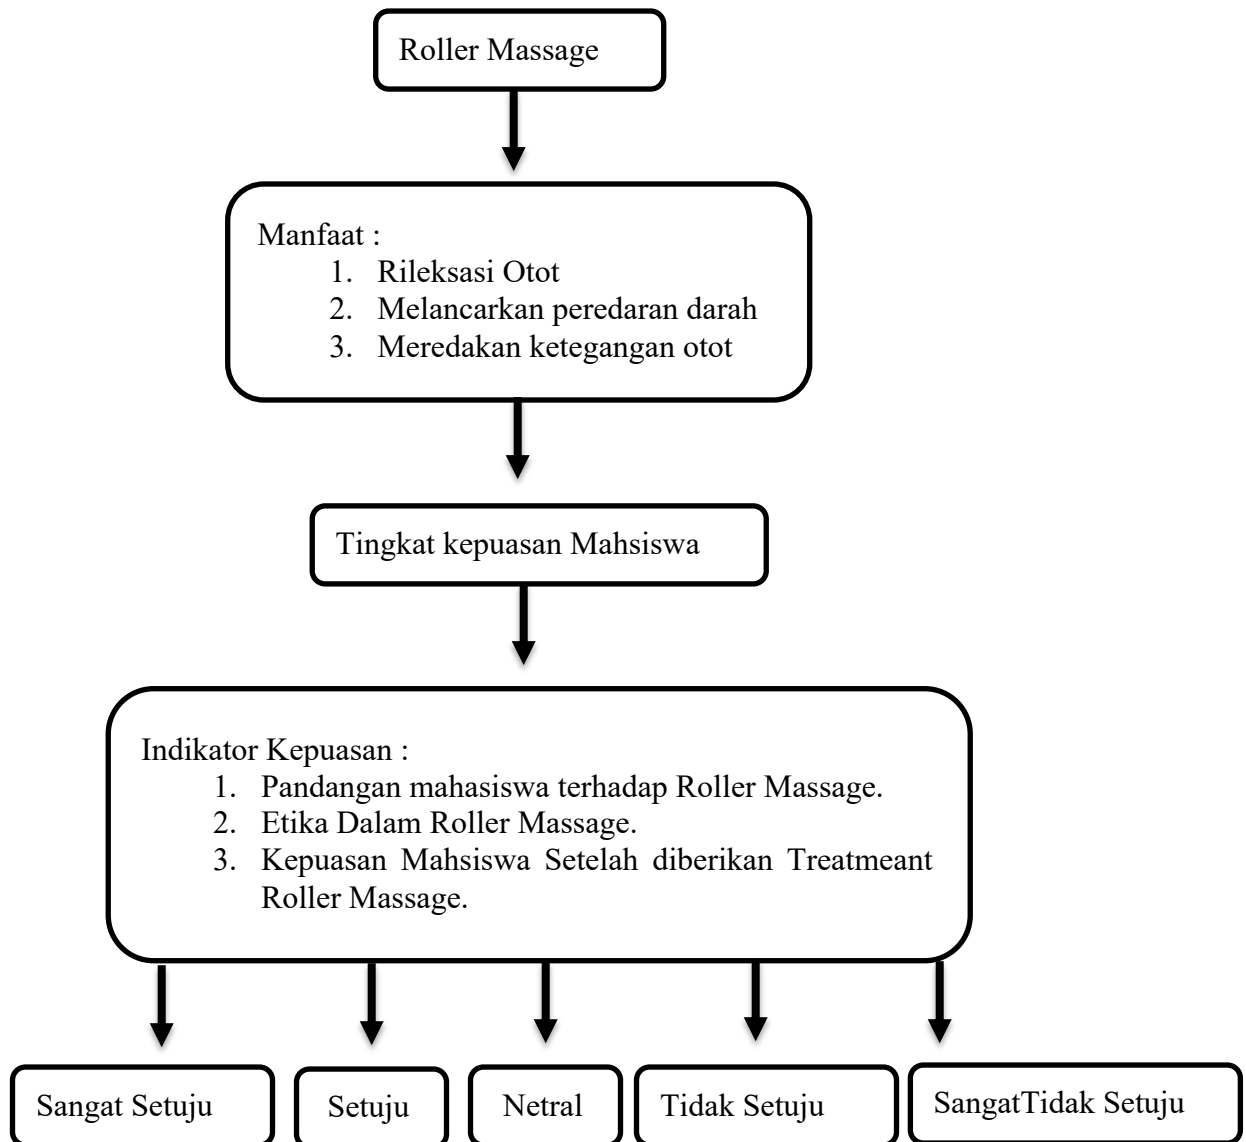 Roller Massage
Manfaat :
1. Rileksasi Otot
2. Melancarkan peredaran darah
3. Meredakan ketegangan otot
Tingkat kepuasan Mahsiswa
Indikator Kepuasan :
1. Pandangan mahasiswa terhadap Roller Massage.
2. Etika Dalam Roller Massage.
3. Kepuasan Mahsiswa Setelah diberikan Treatmeant
Roller Massage.
Sangat Setuju
Setuju
Netral
Tidak Setuju
SangatTidak Setuju